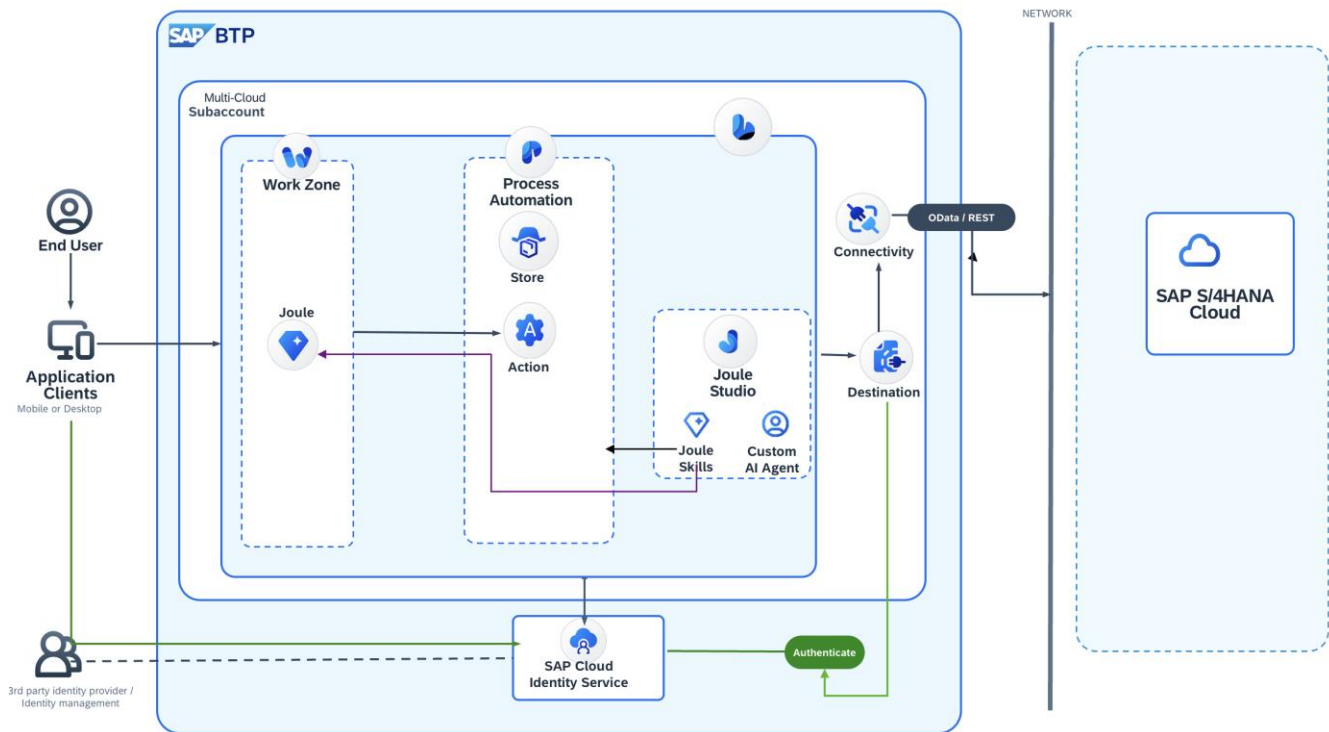 NETWORK
SAP BTP
Multi-Cloud
Subaccount
Work Zone
Process
Automation
Store
Joule
A
Action
Joule
Studio
Joule
Skills
Custom
AI Agent
End User
Application
Clients
Mobile or Desktop
Connectivity
OData / REST
Destination
SAP S/4HANA
Cloud
SAP Cloud
Identity Service
Authenticate
3rd party identity provider /
Identity management